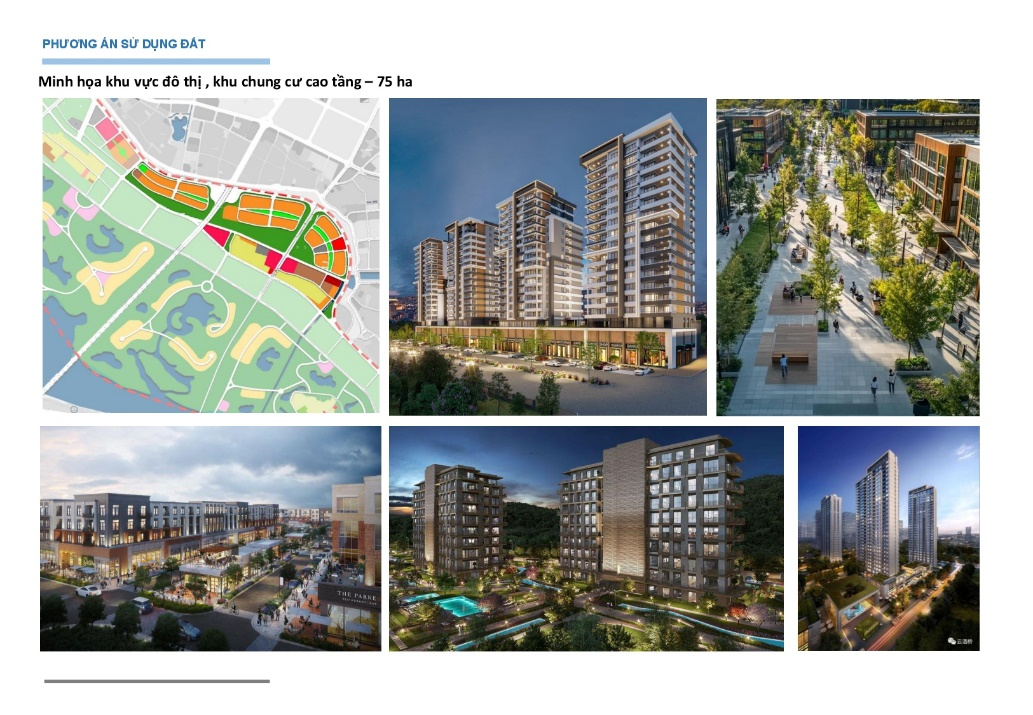 PHƯƠNG ÁN SỬ DỤNG ĐẤT
Minh họa khu vực đô thị , khu chung cư cao tầng – 75 ha
THE PARKE